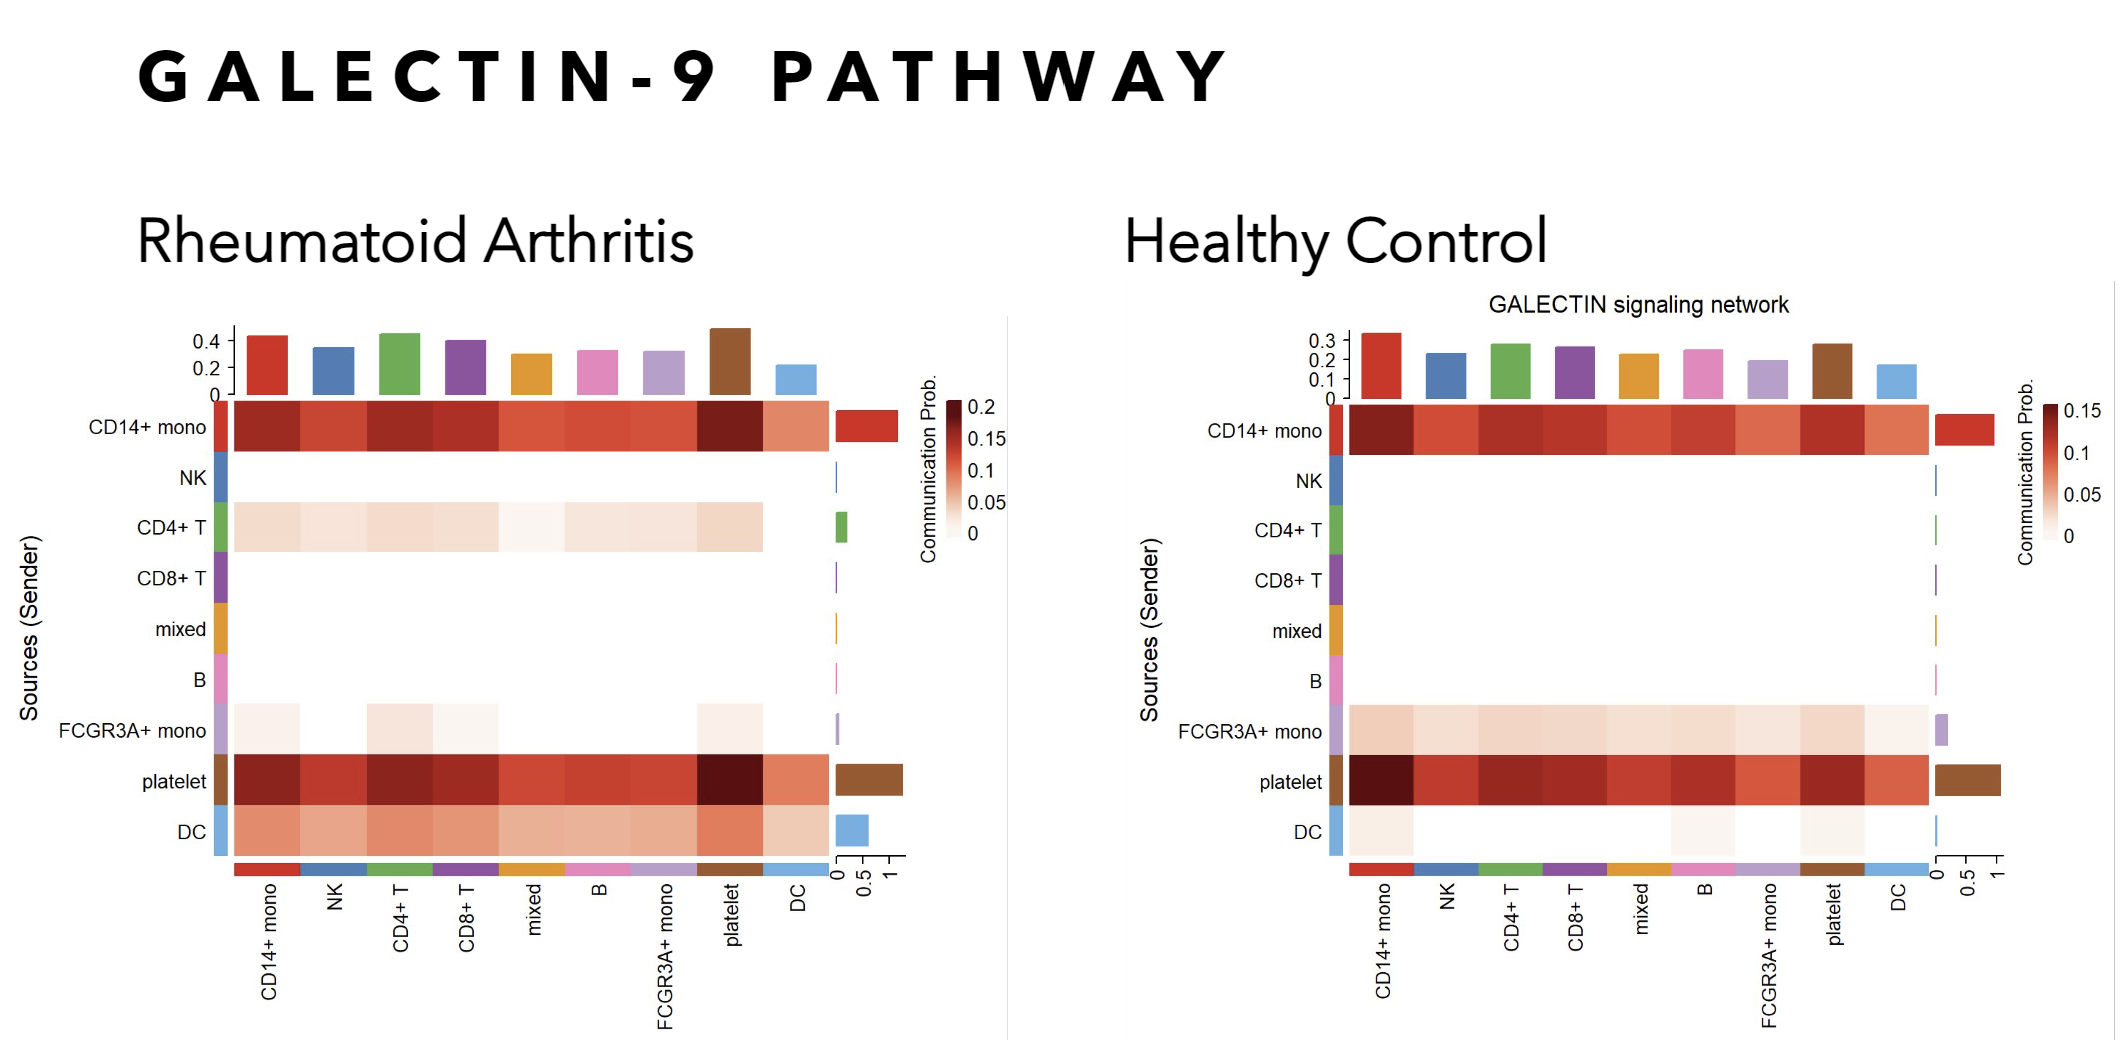 GALECTIN-9 PATHWAY
Rheumatoid Arthritis
0.4
0.2
0
CD14+ mono
NK
CD4+ T
CD8+ T
mixed
B
FCGR3A+ mono
platelet
DC
Sources (Sender)
CD14+ mono
NK
CD4+ T
CD8+ T
mixed
B
FCGR3A+ mono
platelet
DC
0
0.5
1
Communication Prob.
0.2
0.15
0.1
0.05
0
Healthy Control
GALECTIN signaling network
0.3
0.2
0.1
0
CD14+ mono
NK
CD4+ T
CD8+ T
mixed
B
FCGR3A+ mono
platelet
DC
Sources (Sender)
CD14+ mono
NK
CD4+ T
CD8+ T
mixed
B
FCGR3A+ mono
platelet
DC
0
0.5
1
Communication Prob.
0.15
0.1
0.05
0